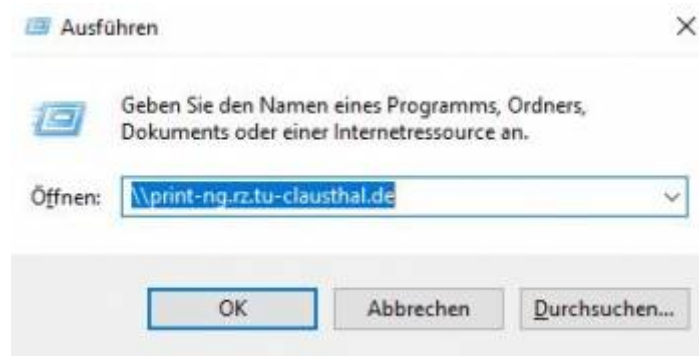 Ausführen
Geben Sie den Namen eines Programms, Ordners,
Dokuments oder einer Internetressource an.
Öffnen: \\print-ng.rz.tu-clausthal.de
OK Abbrechen Durchsuchen...